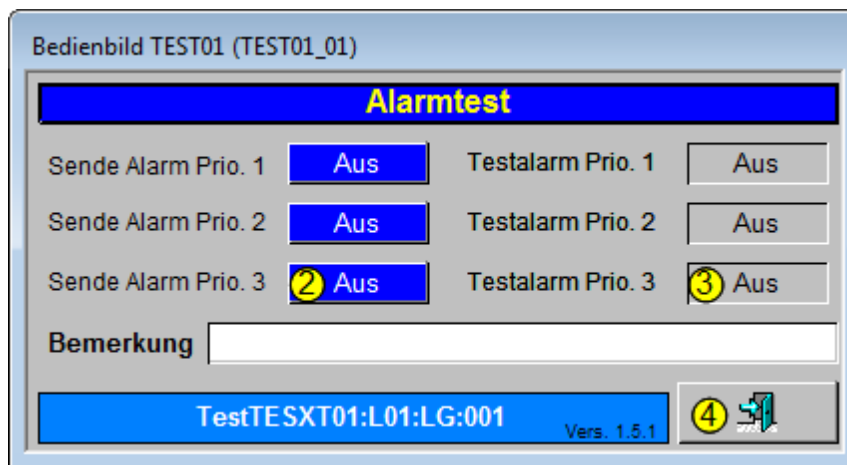 Bedienbild TEST01 (TEST01_01)
Alarmtest
Sende Alarm Prio. 1 Aus Testalarm Prio. 1 Aus
Sende Alarm Prio. 2 Aus Testalarm Prio. 2 Aus
Sende Alarm Prio. 3 2 Aus Testalarm Prio. 3 3 Aus
Bemerkung
TestTESXT01:L01:LG:001 Vers. 1.5.1 4